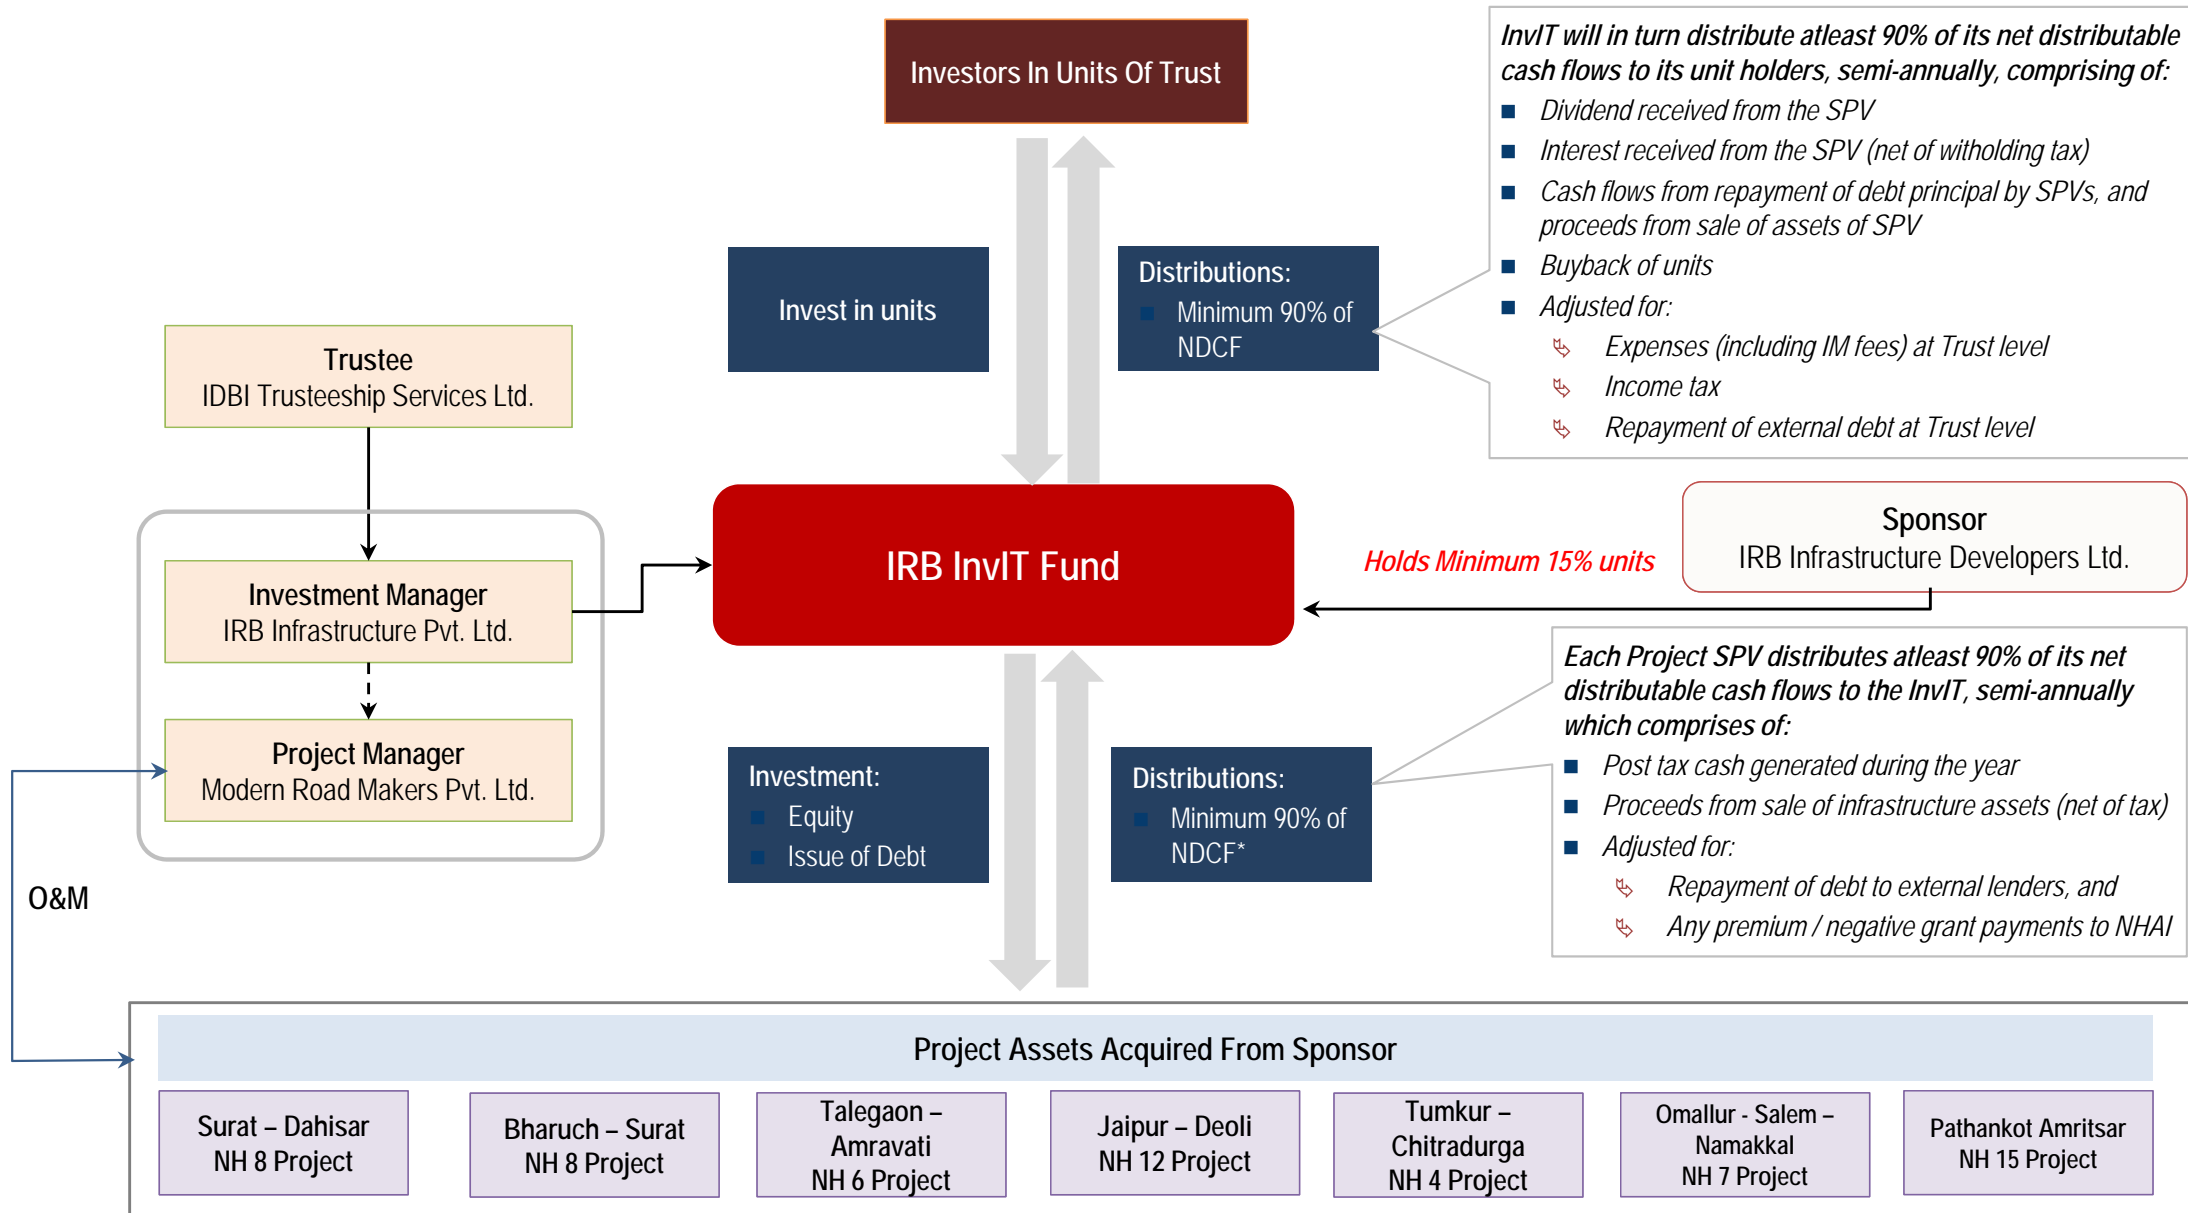 Investors In Units Of Trust
InvIT will in turn distribute atleast 90% of its net distributable
cash flows to its unit holders, semi-annually, comprising of:
Dividend received from the SPV
Interest received from the SPV (net of witholding tax)
Cash flows from repayment of debt principal by SPVs, and
proceeds from sale of assets of SPV
Buyback of units
Adjusted for:
Expenses (including IM fees) at Trust level
Income tax
Repayment of external debt at Trust level
Invest in units
Distributions:
Minimum 90% of
NDCF
Trustee
IDBI Trusteeship Services Ltd.
Investment Manager
IRB Infrastructure Pvt. Ltd.
Project Manager
Modern Road Makers Pvt. Ltd.
IRB InvIT Fund
Holds Minimum 15% units
Sponsor
IRB Infrastructure Developers Ltd.
Each Project SPV distributes atleast 90% of its net
distributable cash flows to the InvIT, semi-annually
which comprises of:
Post tax cash generated during the year
Proceeds from sale of infrastructure assets (net of tax)
Adjusted for:
Repayment of debt to external lenders, and
Any premium / negative grant payments to NHAI
Investment:
Equity
Issue of Debt
Distributions:
Minimum 90% of
NDCF*
O&M
Project Assets Acquired From Sponsor
Surat – Dahisar
NH 8 Project
Bharuch – Surat
NH 8 Project
Talegaon –
Amravati
NH 6 Project
Jaipur – Deoli
NH 12 Project
Tumkur –
Chitradurga
NH 4 Project
Omallur - Salem –
Namakkal
NH 7 Project
Pathankot Amritsar
NH 15 Project